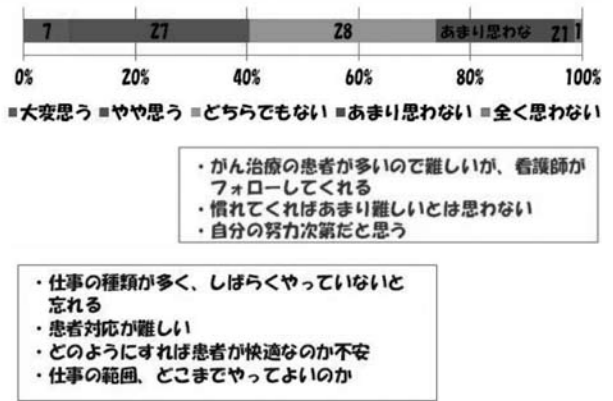 7 27 28 あまり思わな 21 1
0% 20% 40% 60% 80% 100%
■大変思う ■やや思う ■どちらでもない ■あまり思わない ■全く思わない
・がん治療の患者が多いので難しいが、看護師が
フォローしてくれる
・慣れてくればあまり難しいとは思わない
・自分の努力次第だと思う
・仕事の種類が多く、しばらくやっていないと
忘れる
・患者対応が難しい
・どのようにすれば患者が快適なのか不安
・仕事の範囲、どこまでやってよいのか